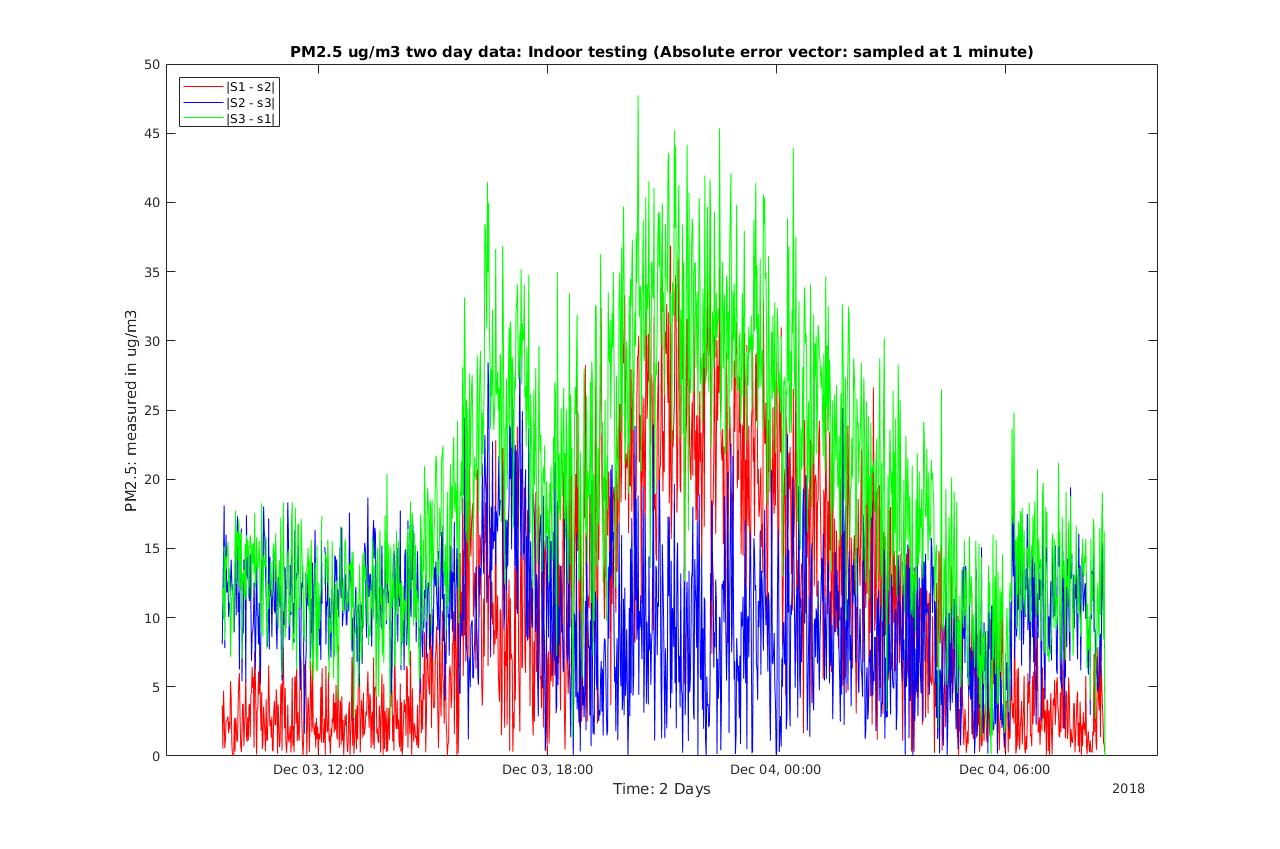 PM2.5 ug/m3 two day data: Indoor testing (Absolute error vector: sampled at 1 minute)
50
|S1 - s2|
|S2 - s3|
|S3 - s1|
45
40
35
30
25
20
15
10
5
0
PM2.5: measured in ug/m3
Dec 03, 12:00
Dec 03, 18:00
Dec 04, 00:00
Dec 04, 06:00
Time: 2 Days
2018